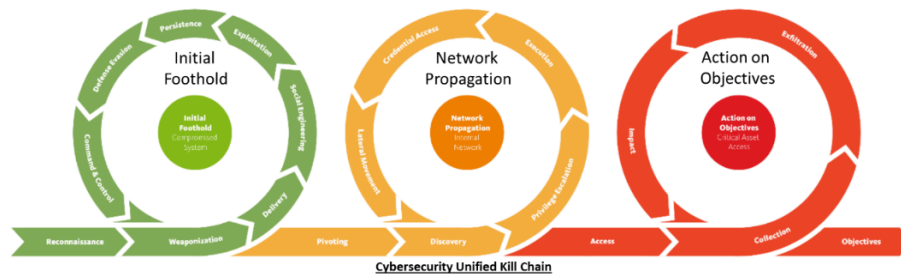 Initial
Foothold
Reconnaissance
Weaponization
Delivery
Social Engineering
Exploitation
Persistence
Defense Evasion
Command & Control
Initial
Foothold
Compromised
System
Network
Propagation
Pivoting
Discovery
Privilege Escalation
Execution
Credential Access
Lateral Movement
Network
Propagation
Internal
Network
Action on
Objectives
Access
Collection
Exfiltration
Impact
Action on
Objectives
Critical Asset
Access
Objectives
Cybersecurity Unified Kill Chain